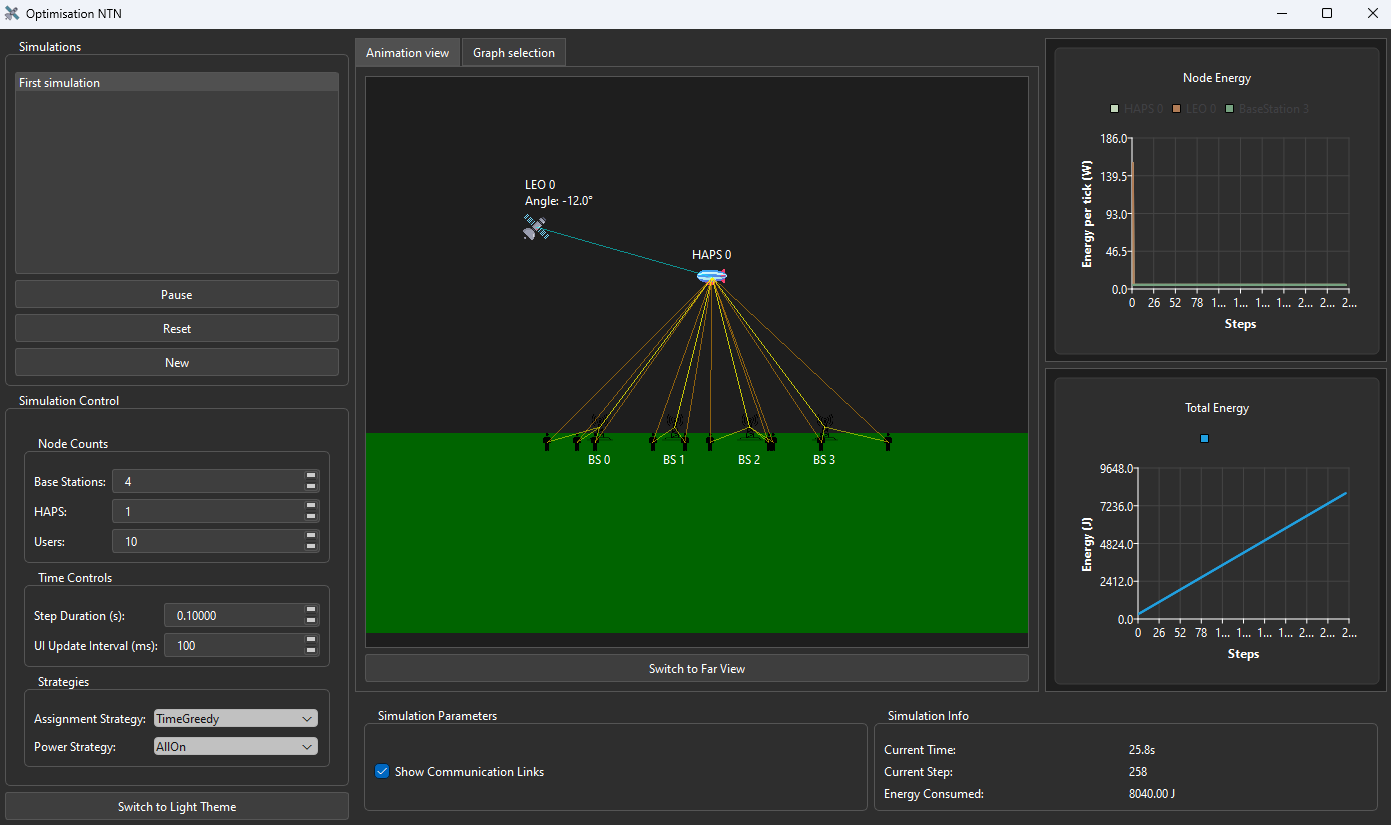 Optimisation NTN
Simulations
First simulation
Pause
Reset
New
Simulation Control
Node Counts
Base Stations: 4
HAPS: 1
Users: 10
Time Controls
Step Duration (s): 0.10000
UI Update Interval (ms): 100
Strategies
Assignment Strategy: TimeGreedy
Power Strategy: AllOn
Switch to Light Theme
Animation view Graph selection
LEO 0
Angle: -12.0°
HAPS 0
BS 0 BS 1 BS 2 BS 3
Switch to Far View
Simulation Parameters
Show Communication Links
Node Energy
HAPS 0 LEO 0 BaseStation 3
Energy per tick (W)
186.0
139.5
93.0
46.5
0.0
0 26 52 78 1... 1... 1... 1... 2... 2... 2...
Steps
Total Energy
Energy (J)
9648.0
7236.0
4824.0
2412.0
0.0
0 26 52 78 1... 1... 1... 1... 2... 2... 2...
Steps
Simulation Info
Current Time: 25.8s
Current Step: 258
Energy Consumed: 8040.00 J